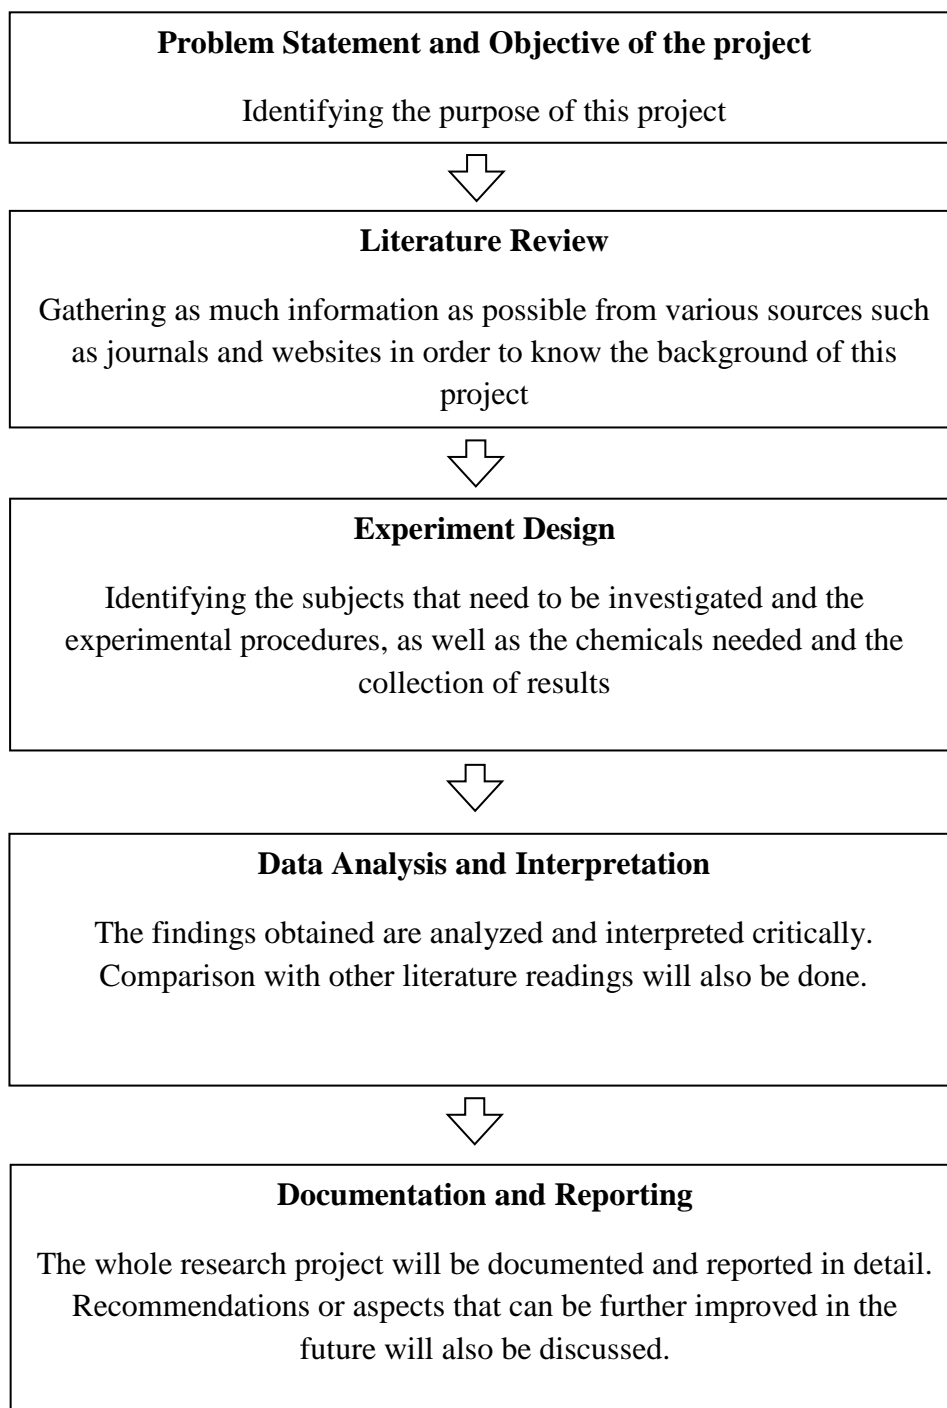 Problem Statement and Objective of the project
Identifying the purpose of this project
Literature Review
Gathering as much information as possible from various sources such
as journals and websites in order to know the background of this
project
Experiment Design
Identifying the subjects that need to be investigated and the
experimental procedures, as well as the chemicals needed and the
collection of results
Data Analysis and Interpretation
The findings obtained are analyzed and interpreted critically.
Comparison with other literature readings will also be done.
Documentation and Reporting
The whole research project will be documented and reported in detail.
Recommendations or aspects that can be further improved in the
future will also be discussed.